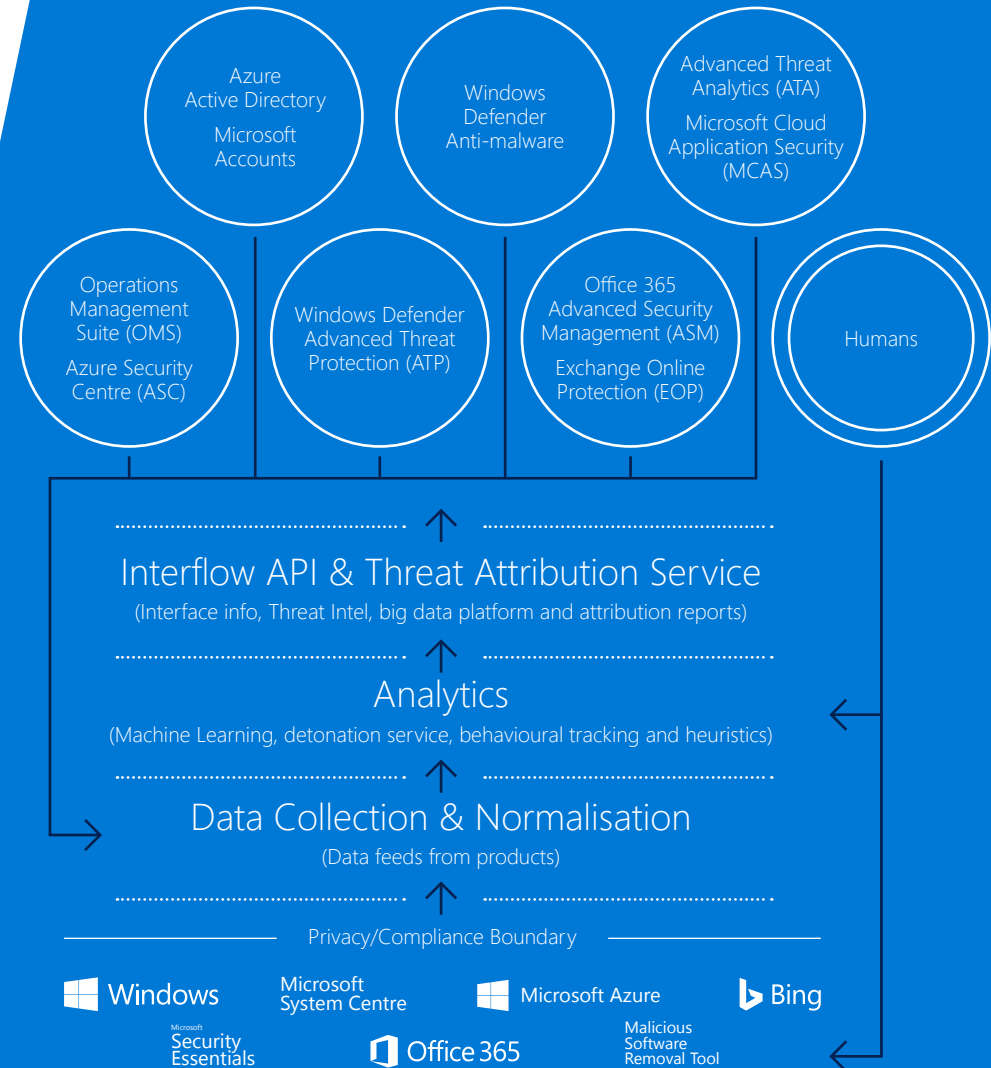 Azure
Active Directory
Microsoft
Accounts
Windows
Defender
Anti-malware
Advanced Threat
Analytics (ATA)
Microsoft Cloud
Application Security
(MCAS)
Operations
Management
Suite (OMS)
Azure Security
Centre (ASC)
Windows Defender
Advanced Threat
Protection (ATP)
Office 365
Advanced Security
Management (ASM)
Exchange Online
Protection (EOP)
Humans
Interflow API & Threat Attribution Service
(Interface info, Threat Intel, big data platform and attribution reports)
Analytics
(Machine Learning, detonation service, behavioural tracking and heuristics)
Data Collection & Normalisation
(Data feeds from products)
Privacy/Compliance Boundary
Windows
Microsoft
System Centre
Microsoft Azure
Bing
Microsoft
Security
Essentials
Office 365
Malicious
Software
Removal Tool